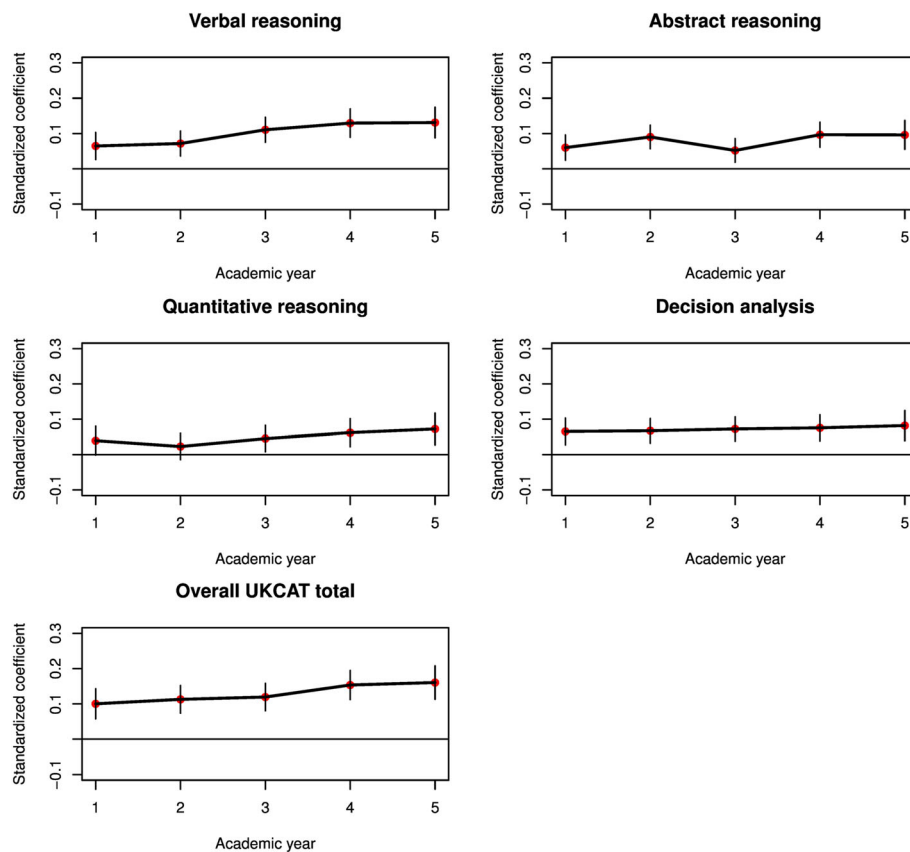 Verbal reasoning
Standardized coefficient
0.3
0.2
0.1
−0.1
1 2 3 4 5
Academic year
Abstract reasoning
Standardized coefficient
0.3
0.2
0.1
−0.1
1 2 3 4 5
Academic year
Quantitative reasoning
Standardized coefficient
0.3
0.2
0.1
−0.1
1 2 3 4 5
Academic year
Decision analysis
Standardized coefficient
0.3
0.2
0.1
−0.1
1 2 3 4 5
Academic year
Overall UKCAT total
Standardized coefficient
0.3
0.2
0.1
−0.1
1 2 3 4 5
Academic year